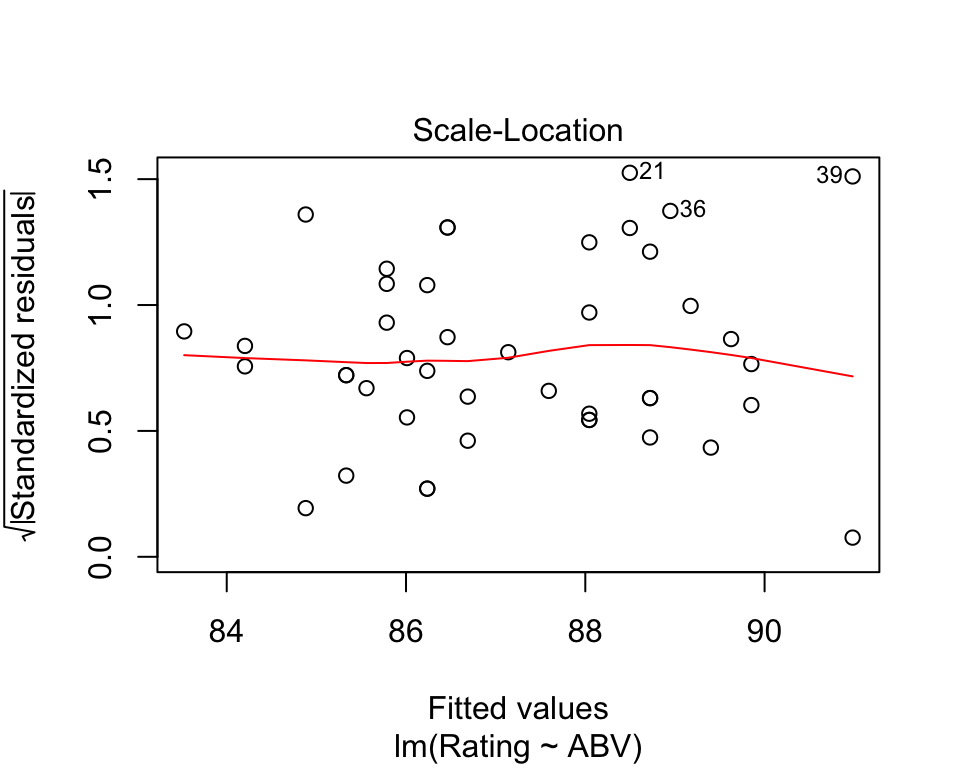 Scale-Location
√|Standardized residuals|
1.5
1.0
0.5
0.0
21
39
36
84 86 88 90
Fitted values
lm(Rating ~ ABV)